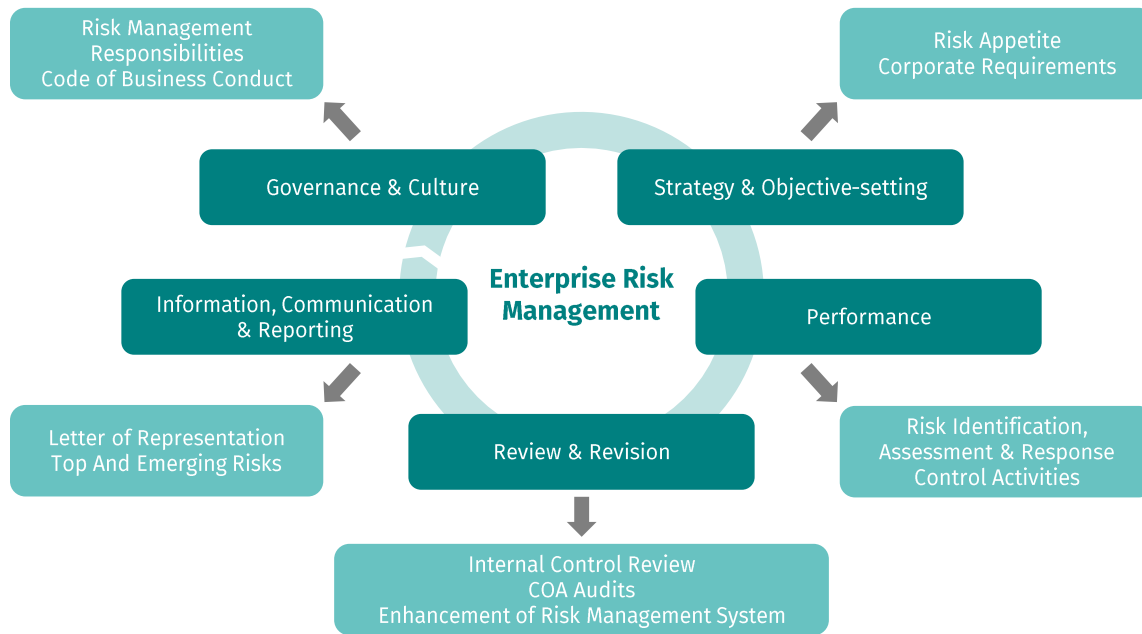 Risk Management
Responsibilities
Code of Business Conduct
Risk Appetite
Corporate Requirements
Governance & Culture
Strategy & Objective-setting
Enterprise Risk
Management
Information, Communication
& Reporting
Performance
Letter of Representation
Top And Emerging Risks
Review & Revision
Risk Identification,
Assessment & Response
Control Activities
Internal Control Review
COA Audits
Enhancement of Risk Management System